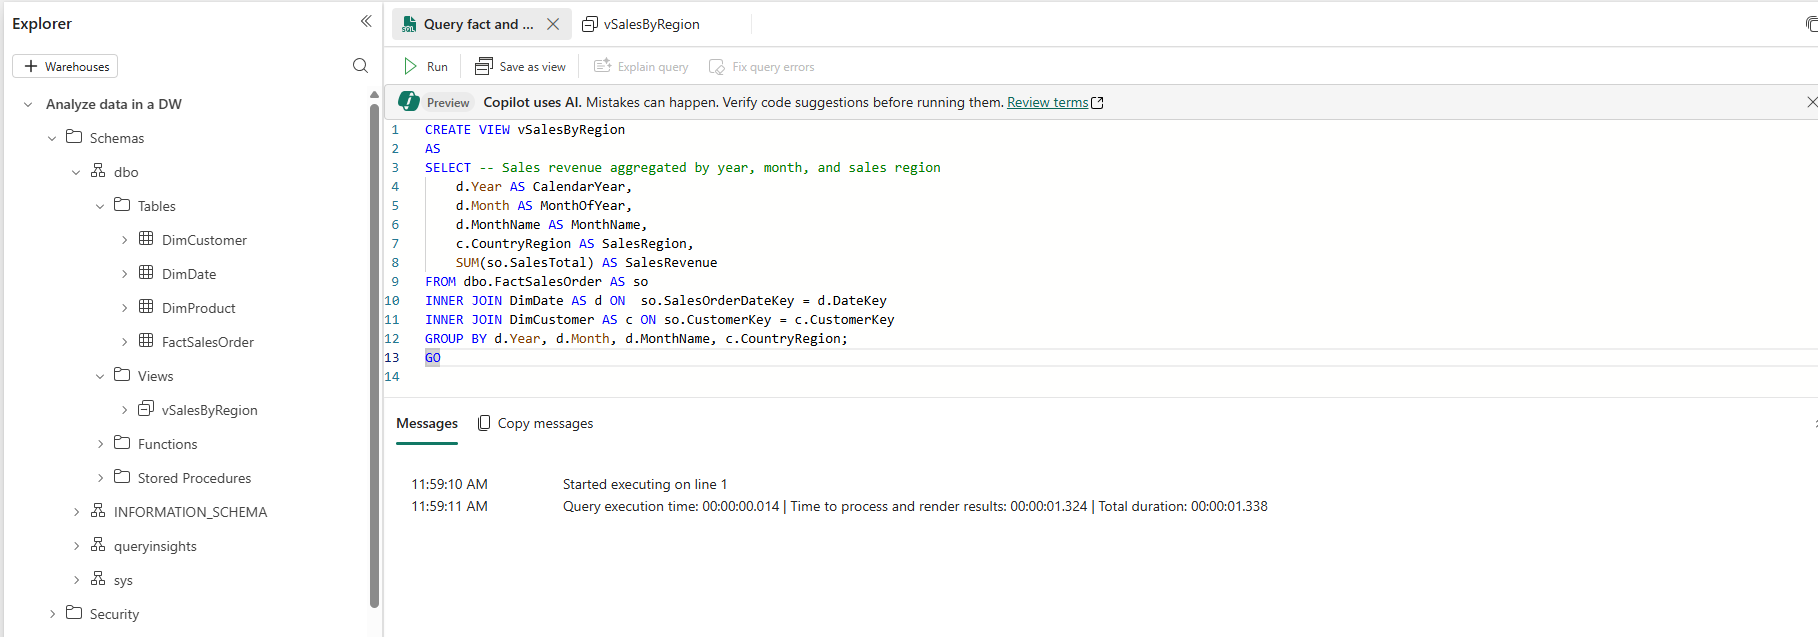 Explorer
Warehouses
Analyze data in a DW
Schemas
dbo
Tables
DimCustomer
DimDate
DimProduct
FactSalesOrder
Views
vSalesByRegion
Functions
Stored Procedures
INFORMATION_SCHEMA
queryinsights
sys
Security
SQL Query fact and ... vSalesByRegion
Run Save as view Explain query Fix query errors
Preview Copilot uses AI. Mistakes can happen. Verify code suggestions before running them. Review terms
1 CREATE VIEW vSalesByRegion
2 AS
3 SELECT -- Sales revenue aggregated by year, month, and sales region
4     d.Year AS CalendarYear,
5     d.Month AS MonthOfYear,
6     d.MonthName AS MonthName,
7     c.CountryRegion AS SalesRegion,
8     SUM(so.SalesTotal) AS SalesRevenue
9 FROM dbo.FactSalesOrder AS so
10 INNER JOIN DimDate AS d ON  so.SalesOrderDateKey = d.DateKey
11 INNER JOIN DimCustomer AS c ON so.CustomerKey = c.CustomerKey
12 GROUP BY d.Year, d.Month, d.MonthName, c.CountryRegion;
13 GO
14
Messages Copy messages
11:59:10 AM Started executing on line 1
11:59:11 AM Query execution time: 00:00:00.014 | Time to process and render results: 00:00:01.324 | Total duration: 00:00:01.338